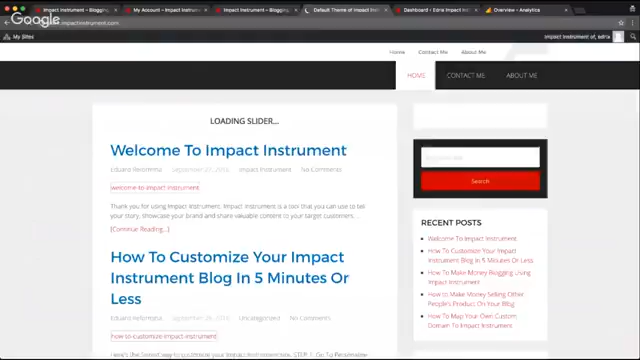 Impact Instrument – Blogging
My Account – Impact Instrum
Impact Instrument – Blogging
Default Theme of Impact Inst
Dashboard ‹ Edria Impact Inst
Overview – Analytics
Google
impactinstrument.com
My Sites
Impact Instrument of, edria
Home Contact Me About Me
HOME CONTACT ME ABOUT ME
LOADING SLIDER...
Welcome To Impact Instrument
Eduard Reformina September 27, 2016 Impact Instrument No Comments
welcome-to-impact-instrument
Thank you for using Impact Instrument. Impact Instrument is a tool that you can use to
tell your story, showcase your brand and share valuable content to your target customers....
[Continue Reading...]
How To Customize Your Impact
Instrument Blog In 5 Minutes Or
Less
Eduard Reformina September 26, 2016 Uncategorized No Comments
how-to-customize-impact-instrument
Search
RECENT POSTS
Welcome To Impact Instrument
How To Customize Your Impact
Instrument Blog In 5 Minutes Or Less
How To Make Money Blogging Using
Impact Instrument
How to Make Money Selling Other
People's Product On Your Blog
How To Map Your Own Custom
Domain To Impact Instrument